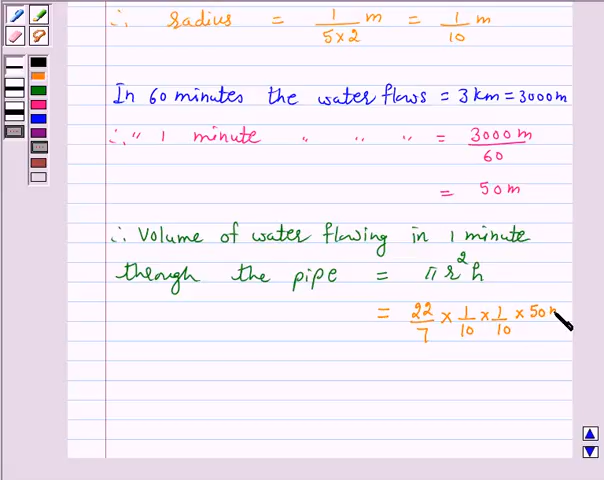 ∴ radius = 1/5×2 m = 1/10 m
In 60 minutes the water flows = 3 km = 3000m
∴ " 1 minute " " " = 3000 m/60
= 50 m
∴ Volume of water flowing in 1 minute
through the pipe = πr²h
= 22/7 × 1/10 × 1/10 × 50